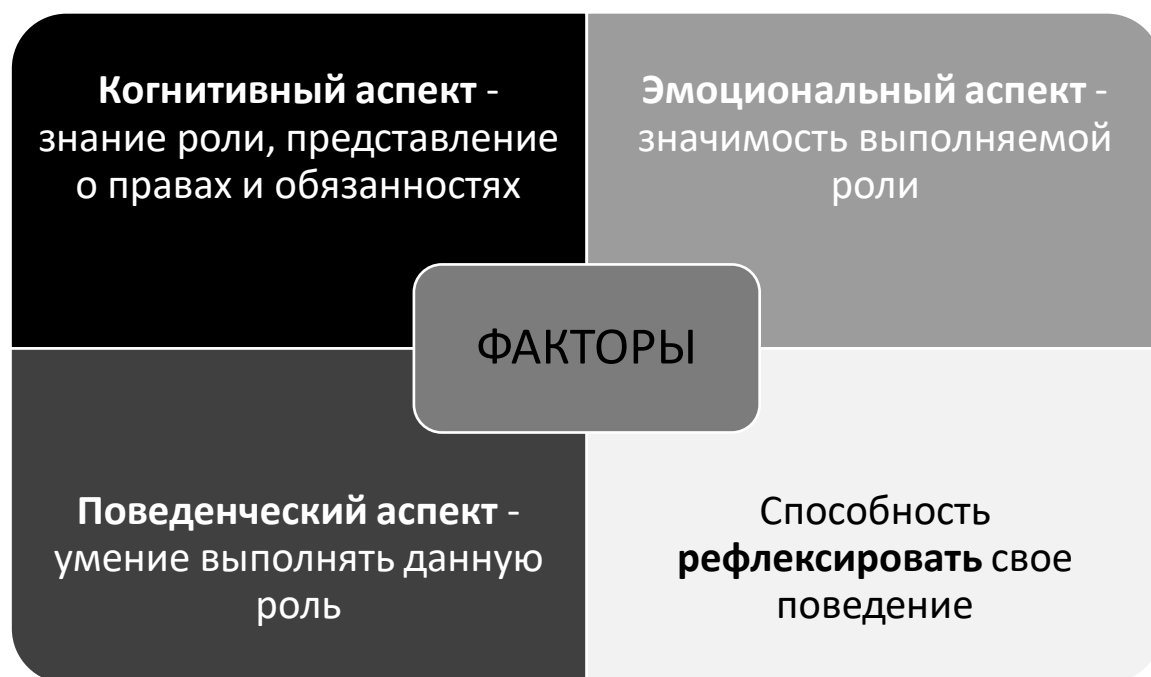 Когнитивный аспект -
знание роли, представление
о правах и обязанностях
Эмоциональный аспект -
значимость выполняемой
роли
ФАКТОРЫ
Поведенческий аспект -
умение выполнять данную
роль
Способность
рефлексировать свое
поведение